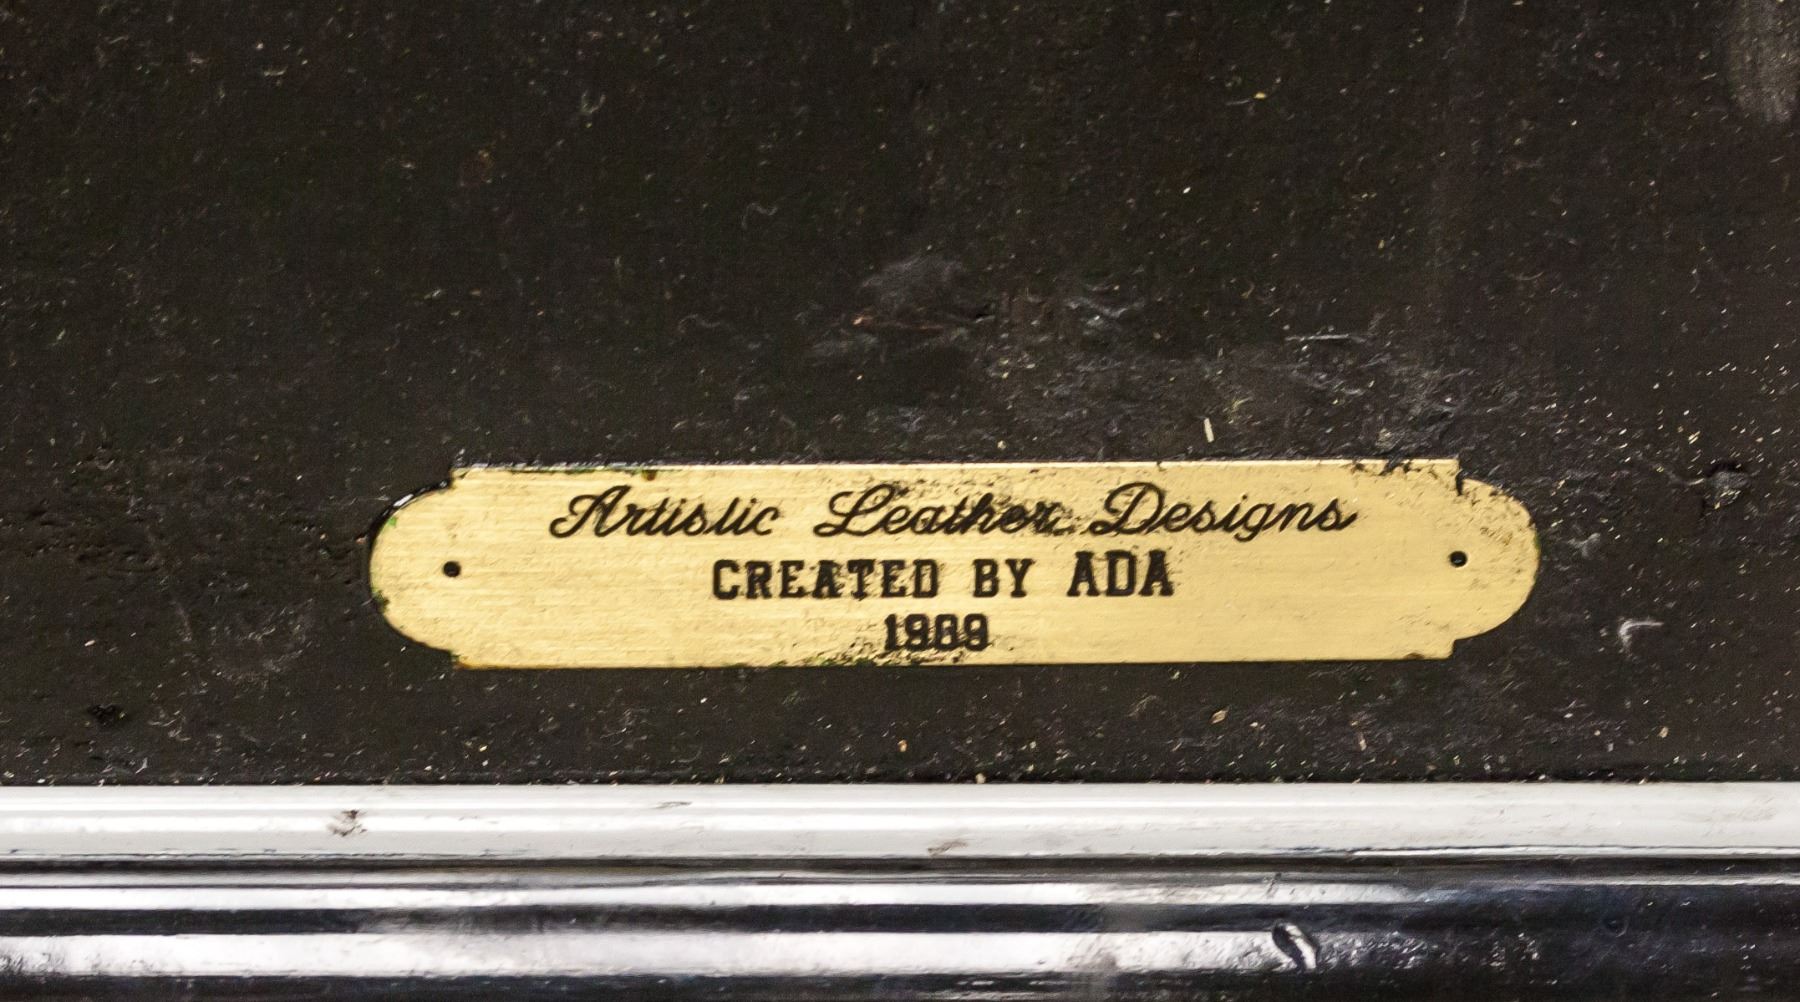 Artistic Leather Designs
CREATED BY ADA
1989